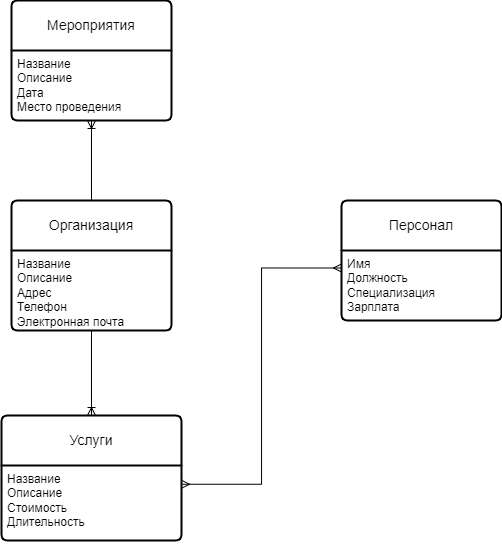 Мероприятия
Название
Описание
Дата
Место проведения
Организация
Название
Описание
Адрес
Телефон
Электронная почта
Персонал
Имя
Должность
Специализация
Зарплата
Услуги
Название
Описание
Стоимость
Длительность